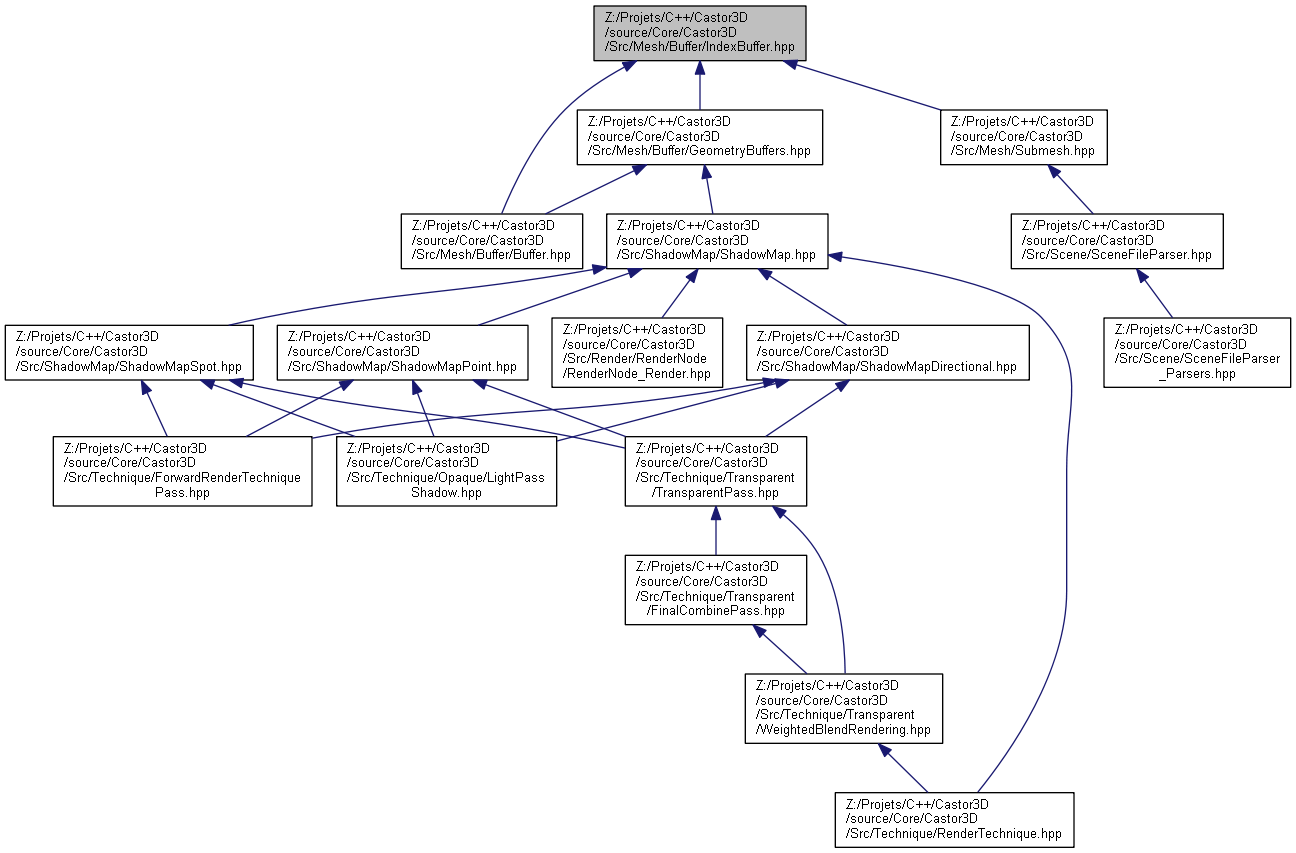 Z:/Projets/C++/Castor3D
/source/Core/Castor3D
/Src/Mesh/Buffer/IndexBuffer.hpp
Z:/Projets/C++/Castor3D
/source/Core/Castor3D
/Src/Mesh/Buffer/GeometryBuffers.hpp
Z:/Projets/C++/Castor3D
/source/Core/Castor3D
/Src/Mesh/Submesh.hpp
Z:/Projets/C++/Castor3D
/source/Core/Castor3D
/Src/Mesh/Buffer/Buffer.hpp
Z:/Projets/C++/Castor3D
/source/Core/Castor3D
/Src/ShadowMap/ShadowMap.hpp
Z:/Projets/C++/Castor3D
/source/Core/Castor3D
/Src/Scene/SceneFileParser.hpp
Z:/Projets/C++/Castor3D
/source/Core/Castor3D
/Src/ShadowMap/ShadowMapSpot.hpp
Z:/Projets/C++/Castor3D
/source/Core/Castor3D
/Src/ShadowMap/ShadowMapPoint.hpp
Z:/Projets/C++/Castor3D
/source/Core/Castor3D
/Src/Render/RenderNode
/RenderNode_Render.hpp
Z:/Projets/C++/Castor3D
/source/Core/Castor3D
/Src/ShadowMap/ShadowMapDirectional.hpp
Z:/Projets/C++/Castor3D
/source/Core/Castor3D
/Src/Scene/SceneFileParser
_Parsers.hpp
Z:/Projets/C++/Castor3D
/source/Core/Castor3D
/Src/Technique/ForwardRenderTechnique
Pass.hpp
Z:/Projets/C++/Castor3D
/source/Core/Castor3D
/Src/Technique/Opaque/LightPass
Shadow.hpp
Z:/Projets/C++/Castor3D
/source/Core/Castor3D
/Src/Technique/Transparent
/TransparentPass.hpp
Z:/Projets/C++/Castor3D
/source/Core/Castor3D
/Src/Technique/Transparent
/FinalCombinePass.hpp
Z:/Projets/C++/Castor3D
/source/Core/Castor3D
/Src/Technique/Transparent
/WeightedBlendRendering.hpp
Z:/Projets/C++/Castor3D
/source/Core/Castor3D
/Src/Technique/RenderTechnique.hpp